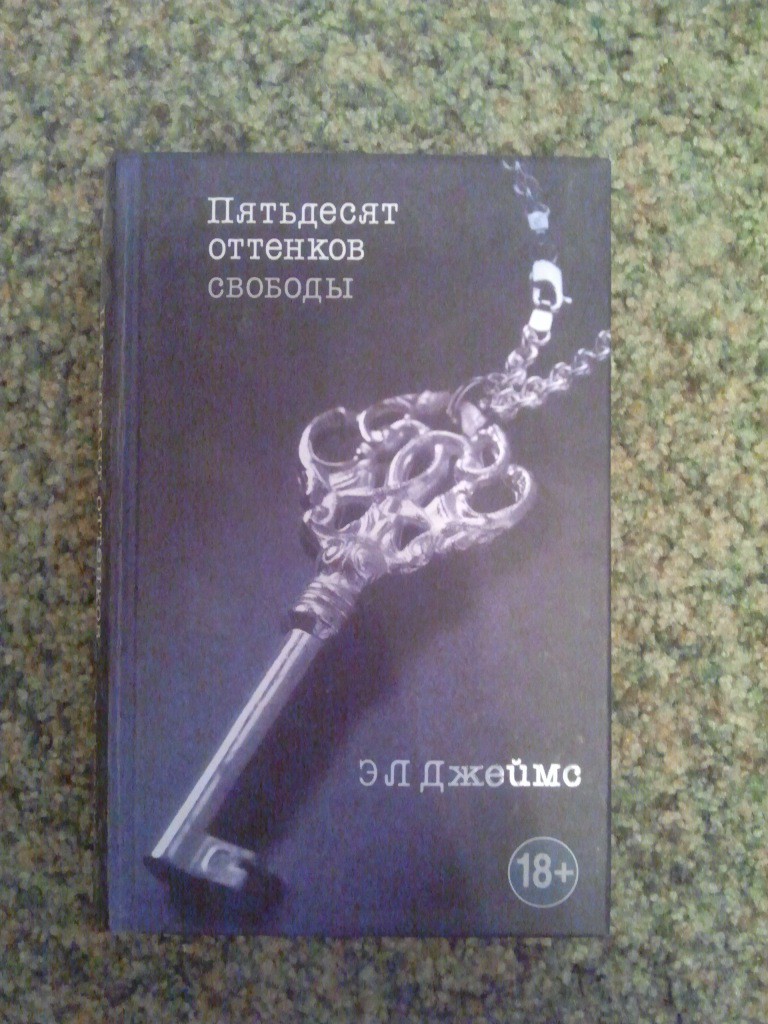 Пятьдесят
оттенков
свободы
Э Л Джеймс
18+